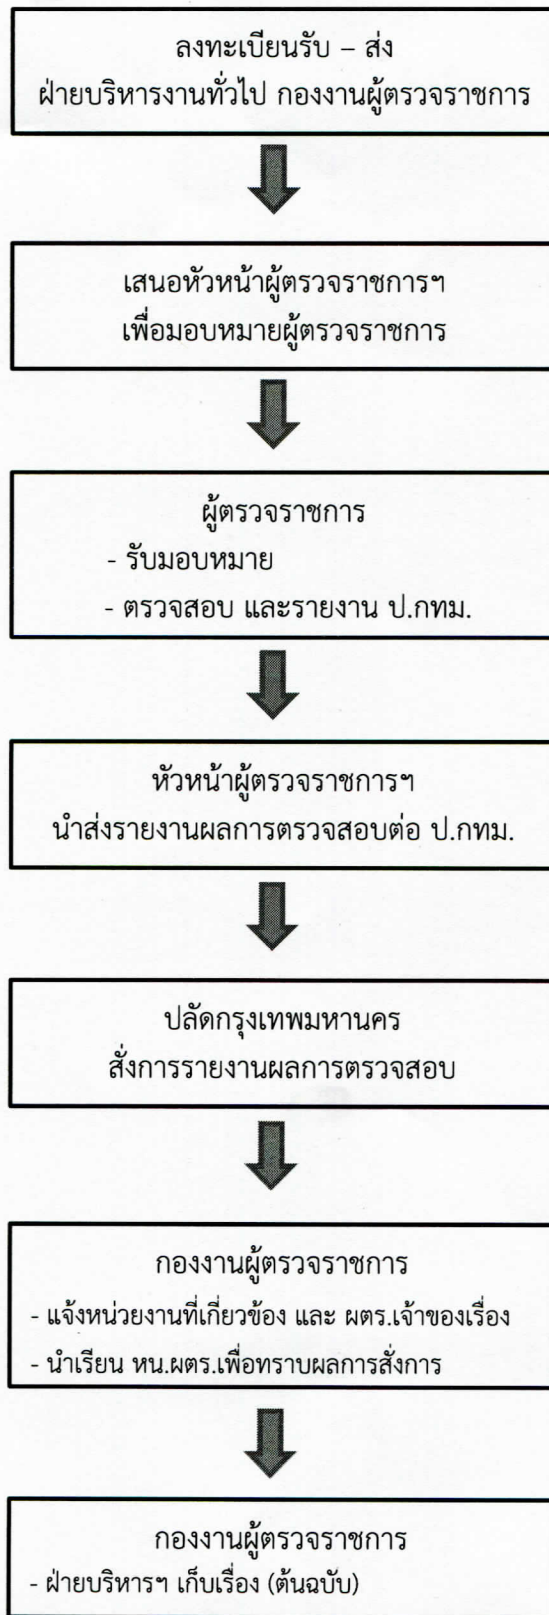 ลงทะเบียนรับ – ส่ง
ฝ่ายบริหารงานทั่วไป กองงานผู้ตรวจราชการ
เสนอหัวหน้าผู้ตรวจราชการฯ
เพื่อมอบหมายผู้ตรวจราชการ
ผู้ตรวจราชการ
- รับมอบหมาย
- ตรวจสอบ และรายงาน ป.กทม.
หัวหน้าผู้ตรวจราชการฯ
นำส่งรายงานผลการตรวจสอบต่อ ป.กทม.
ปลัดกรุงเทพมหานคร
สั่งการรายงานผลการตรวจสอบ
กองงานผู้ตรวจราชการ
- แจ้งหน่วยงานที่เกี่ยวข้อง และ ผตร.เจ้าของเรื่อง
- นำเรียน หน.ผตร.เพื่อทราบผลการสั่งการ
กองงานผู้ตรวจราชการ
- ฝ่ายบริหารฯ เก็บเรื่อง (ต้นฉบับ)